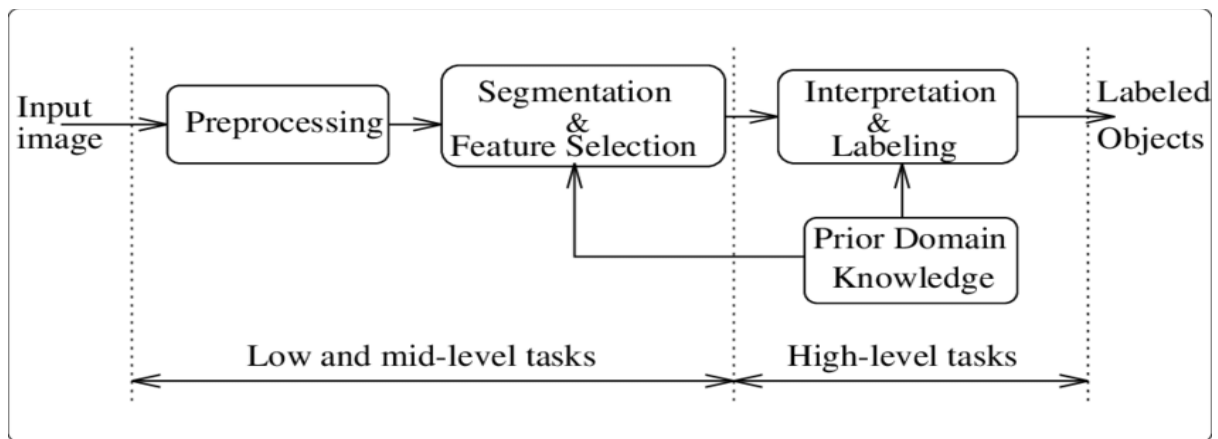 Input
image
Preprocessing
Segmentation
&
Feature Selection
Interpretation
&
Labeling
Labeled
Objects
Prior Domain
Knowledge
Low and mid-level tasks
High-level tasks